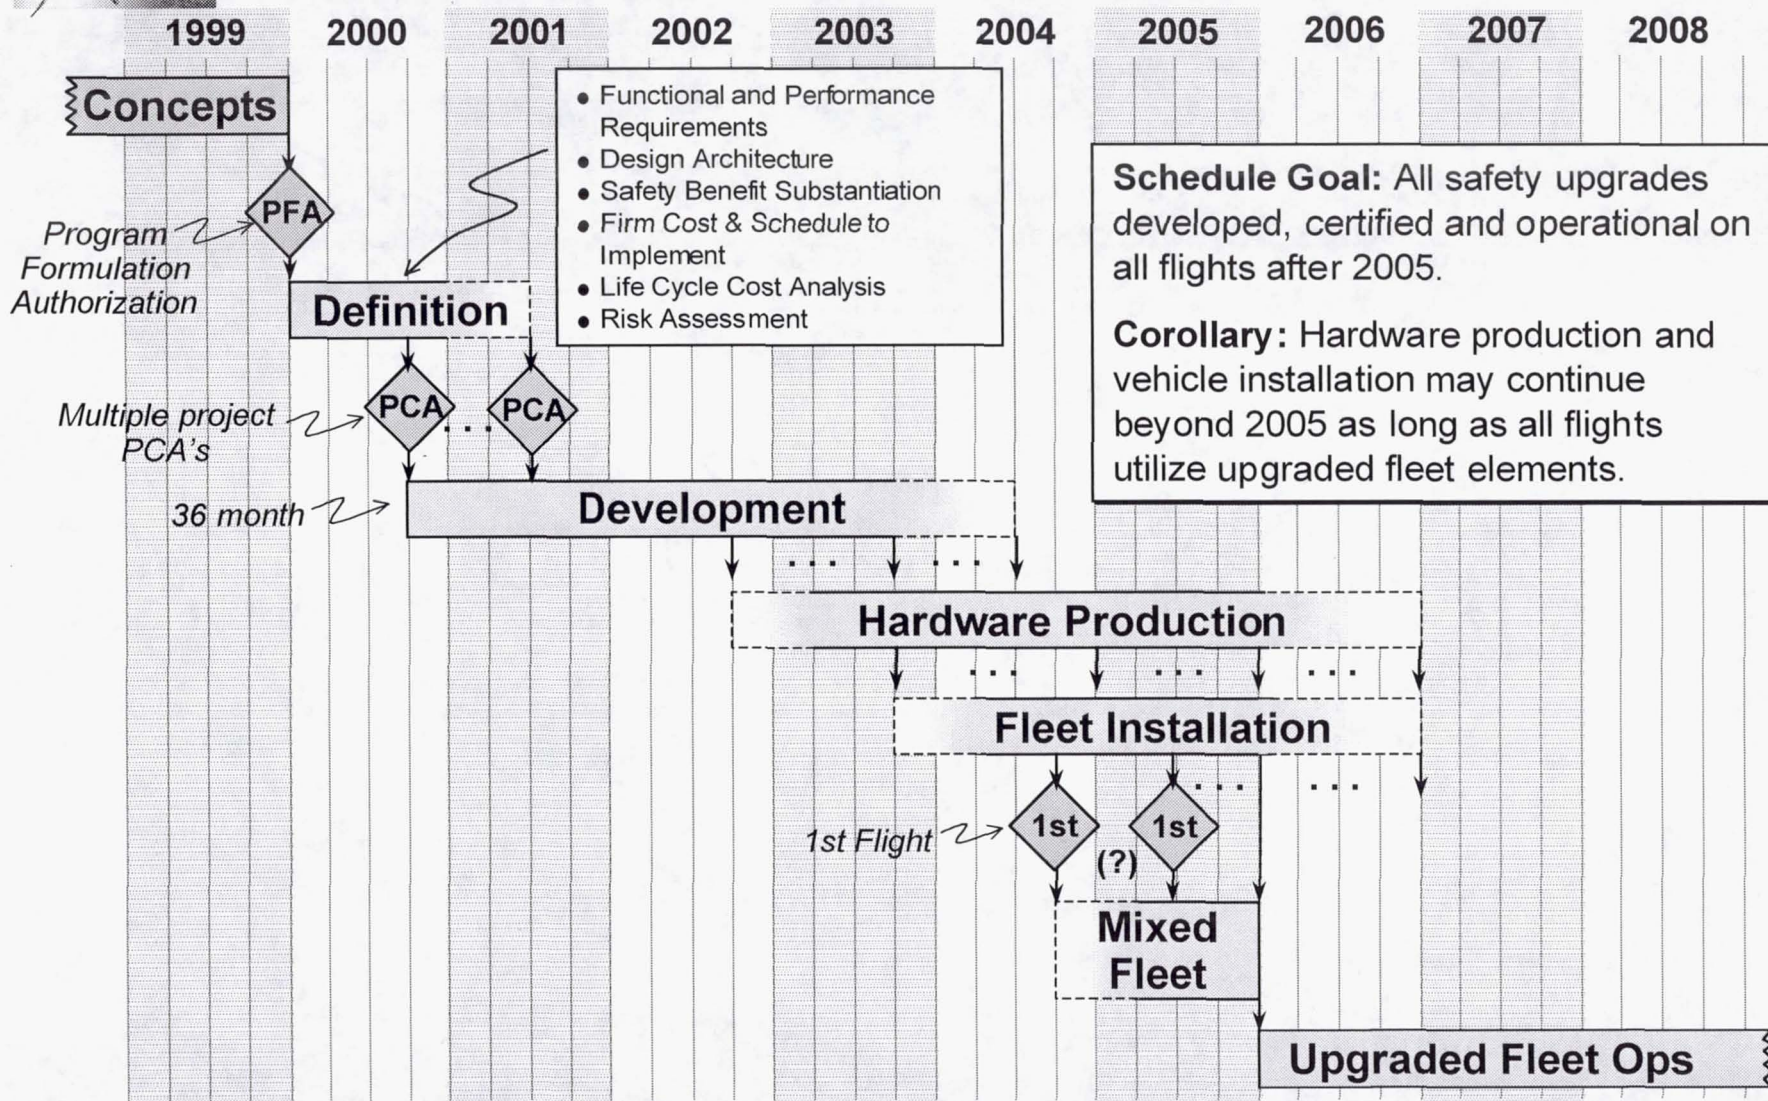 1999 2000 2001 2002 2003 2004 2005 2006 2007 2008
Concepts
PFA
Program
Formulation
Authorization
Definition
• Functional and Performance
Requirements
• Design Architecture
• Safety Benefit Substantiation
• Firm Cost & Schedule to
Implement
• Life Cycle Cost Analysis
• Risk Assessment
Schedule Goal: All safety upgrades
developed, certified and operational on
all flights after 2005.
Corollary: Hardware production and
vehicle installation may continue
beyond 2005 as long as all flights
utilize upgraded fleet elements.
Multiple project
PCA's
PCA ... PCA
36 month
Development
... ...
Hardware Production
... ... ...
Fleet Installation
... ...
1st Flight
1st
(?)
1st
Mixed
Fleet
Upgraded Fleet Ops